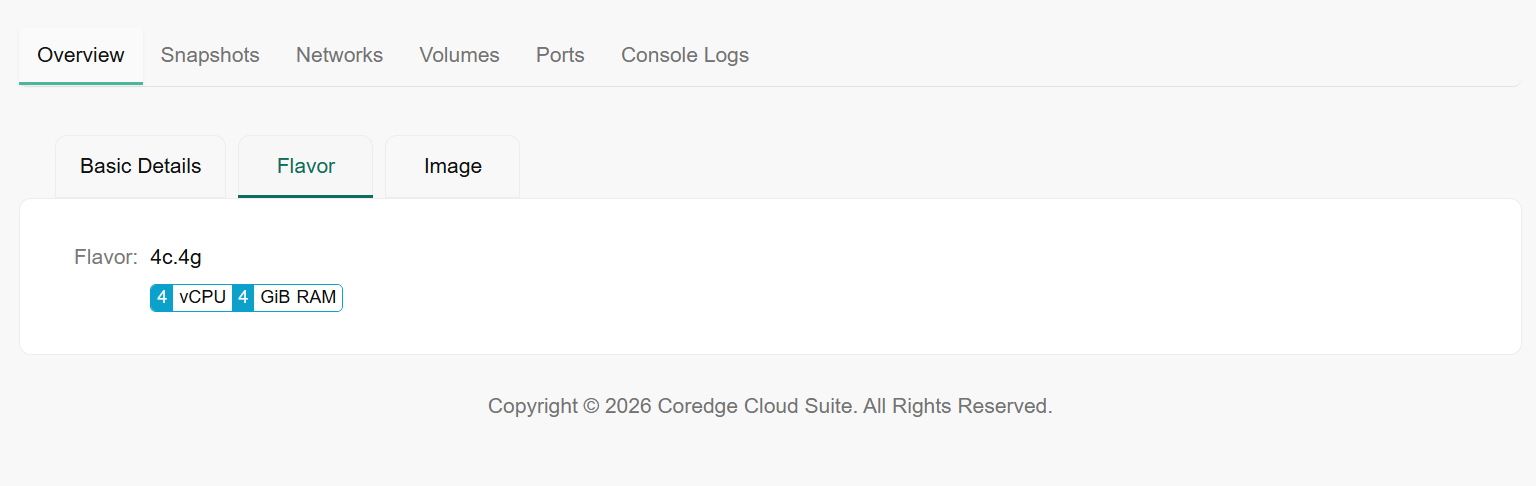 Overview Snapshots Networks Volumes Ports Console Logs
Basic Details Flavor Image
Flavor: 4c.4g
4 vCPU 4 GiB RAM
Copyright © 2026 Coredge Cloud Suite. All Rights Reserved.